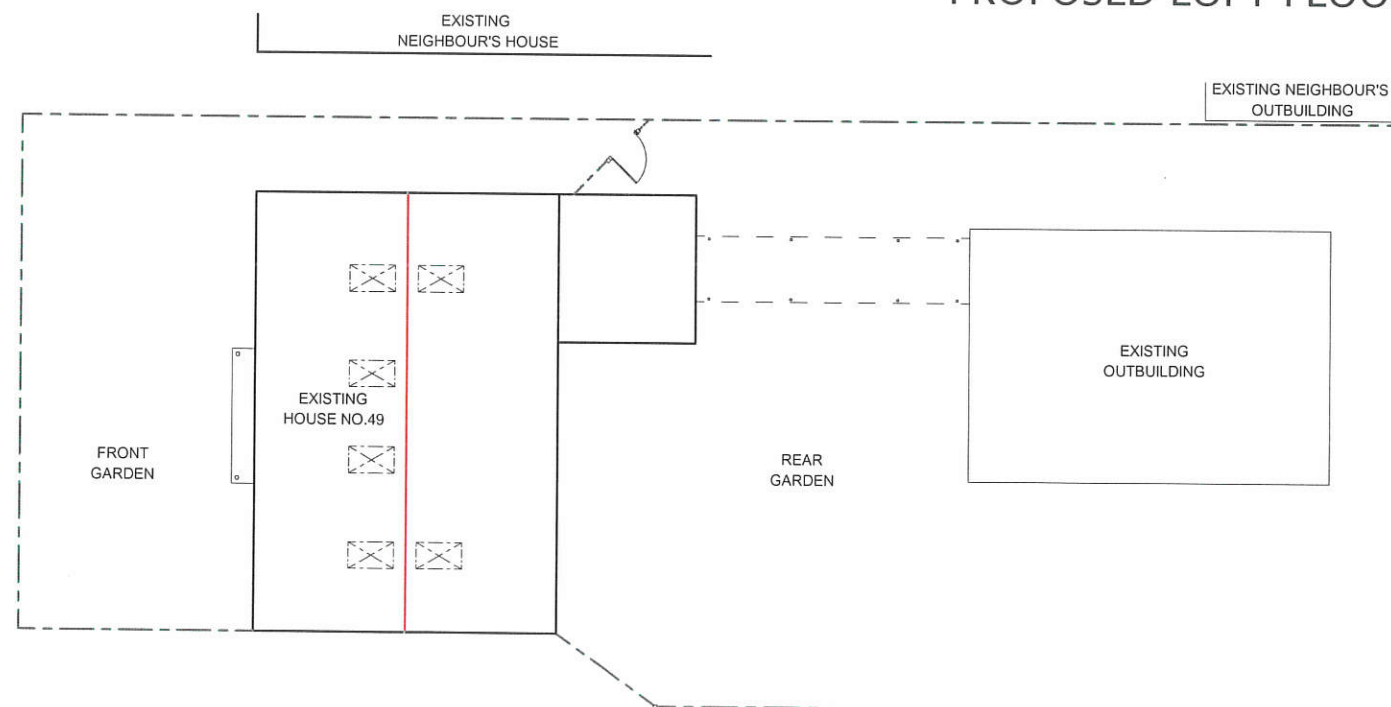 EXISTING
NEIGHBOUR'S HOUSE
EXISTING NEIGHBOUR'S
OUTBUILDING
EXISTING
HOUSE NO.49
FRONT
GARDEN
REAR
GARDEN
EXISTING
OUTBUILDING